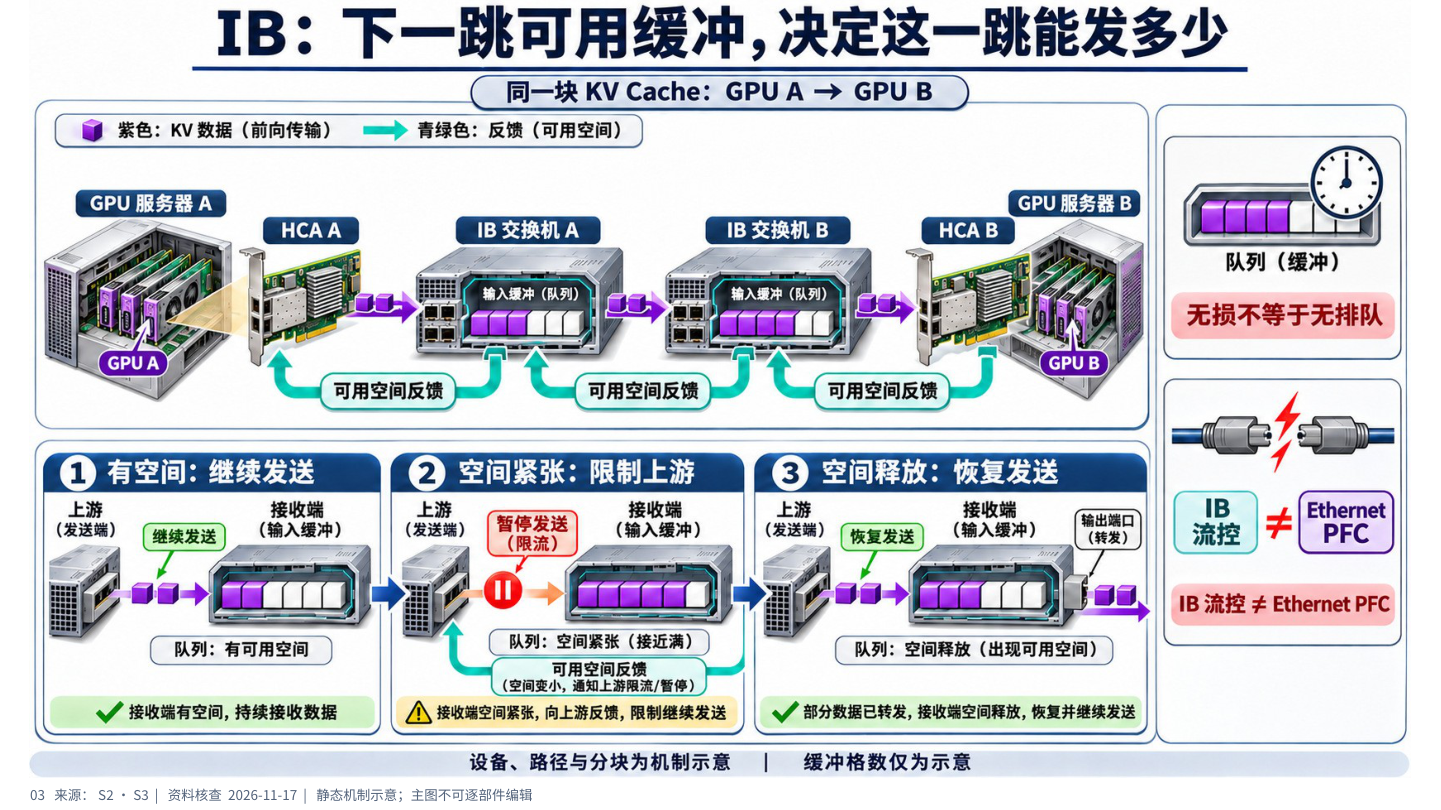 IB：下一跳可用缓冲，决定这一跳能发多少
同一块 KV Cache：GPU A → GPU B
紫色：KV 数据（前向传输）
青绿色：反馈（可用空间）
GPU 服务器 A
HCA A
IB 交换机 A
IB 交换机 B
HCA B
GPU 服务器 B
输入缓冲（队列）
输入缓冲（队列）
GPU A
GPU B
可用空间反馈
可用空间反馈
可用空间反馈
队列（缓冲）
无损不等于无排队
IB
流控
≠
Ethernet
PFC
IB 流控 ≠ Ethernet PFC
1 有空间：继续发送
上游
（发送端）
继续发送
接收端
（输入缓冲）
队列：有可用空间
接收端有空间，持续接收数据
2 空间紧张：限制上游
上游
（发送端）
暂停发送
（限流）
接收端
（输入缓冲）
队列：空间紧张（接近满）
可用空间反馈
（空间变小，通知上游限流/暂停）
接收端空间紧张，向上游反馈，限制继续发送
3 空间释放：恢复发送
上游
（发送端）
恢复发送
接收端
（输入缓冲）
输出端口
（转发）
队列：空间释放（出现可用空间）
部分数据已转发，接收端空间释放，恢复并继续发送
设备、路径与分块为机制示意 | 缓冲格数仅为示意
03 来源： S2 · S3 | 资料核查 2026-11-17 | 静态机制示意；主图不可逐部件编辑